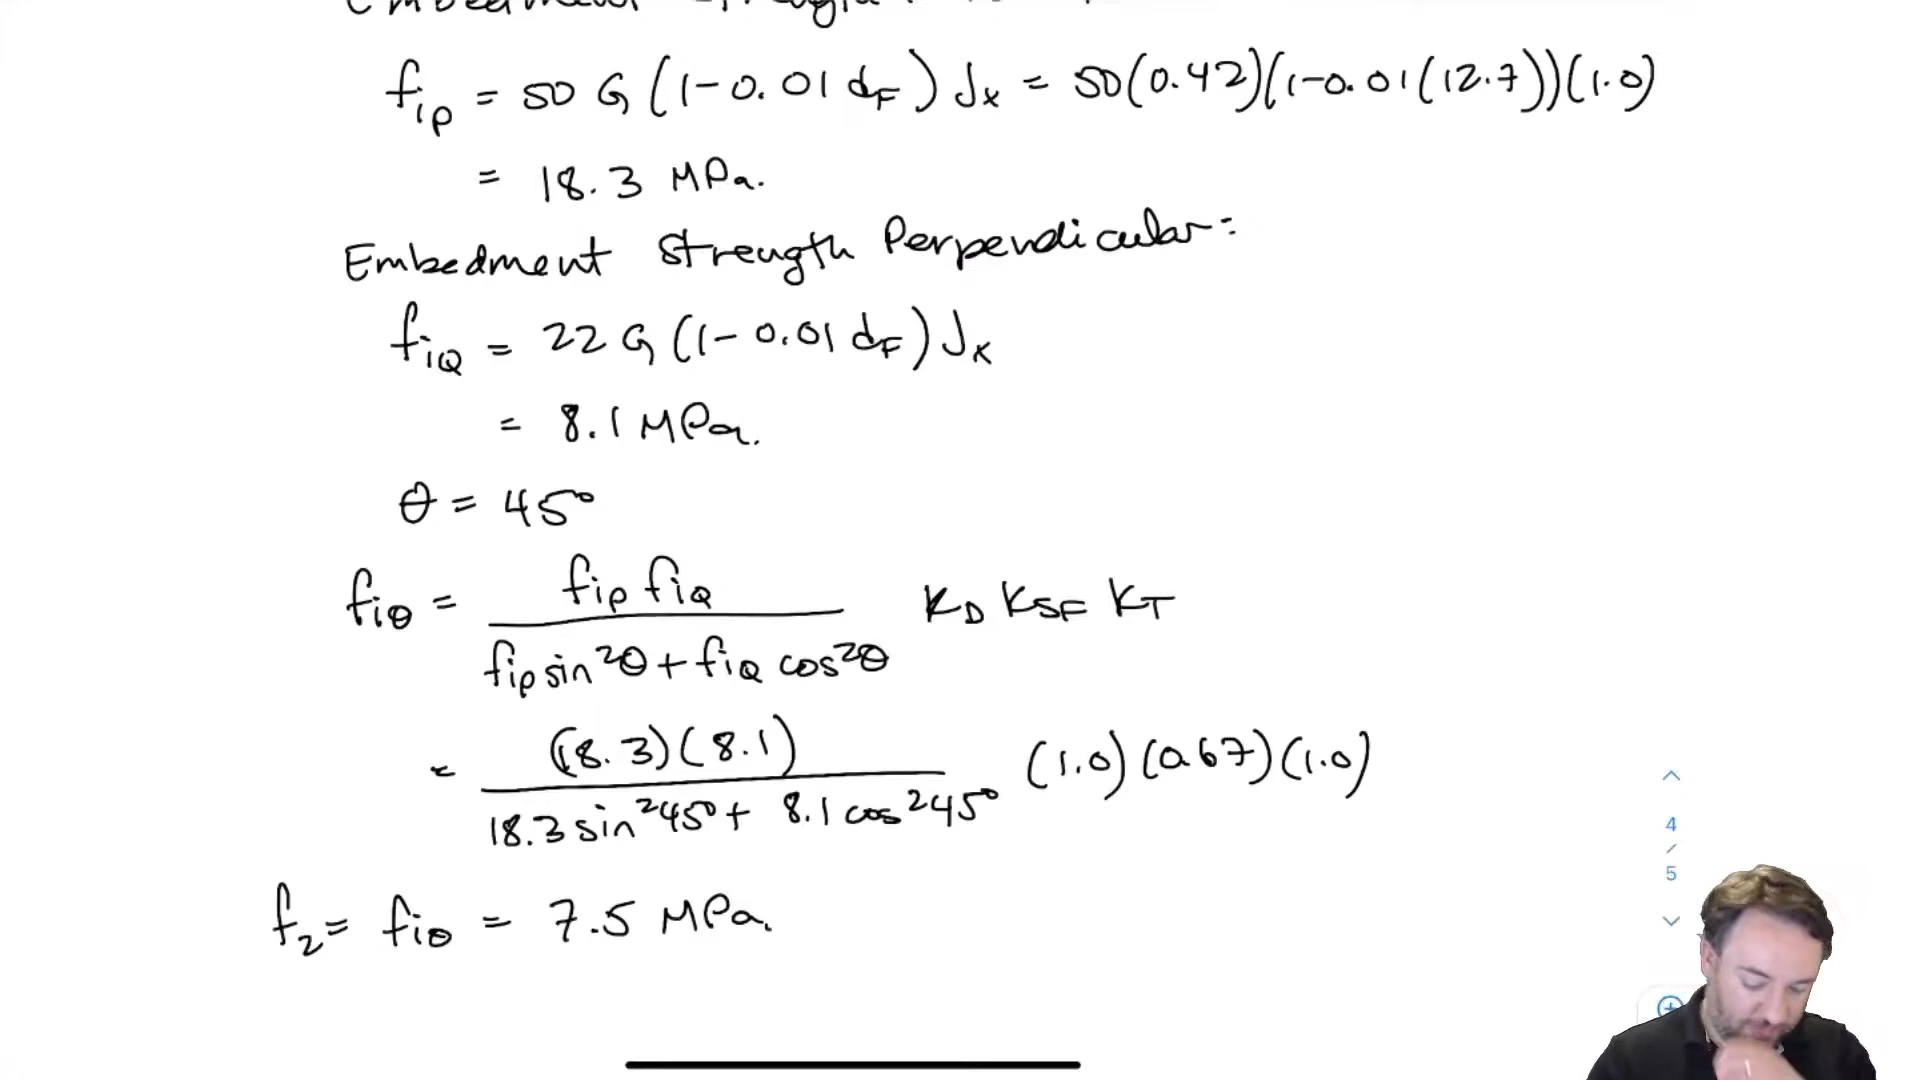 Embedment Strength
f_iP = 50 G (1-0.01 d_F) J_x = 50(0.42)(1-0.01(12.7))(1.0)
= 18.3 MPa.
Embedment Strength Perpendicular:
f_iQ = 22 G (1-0.01 d_F) J_x
= 8.1 MPa.
θ = 45°
f_iθ = f_iP f_iQ / (f_iP sin²θ + f_iQ cos²θ) K_D K_SF K_T
= (18.3)(8.1) / (18.3 sin²45° + 8.1 cos²45°) (1.0)(0.67)(1.0)
f_2 = f_iθ = 7.5 MPa.
4
/
5